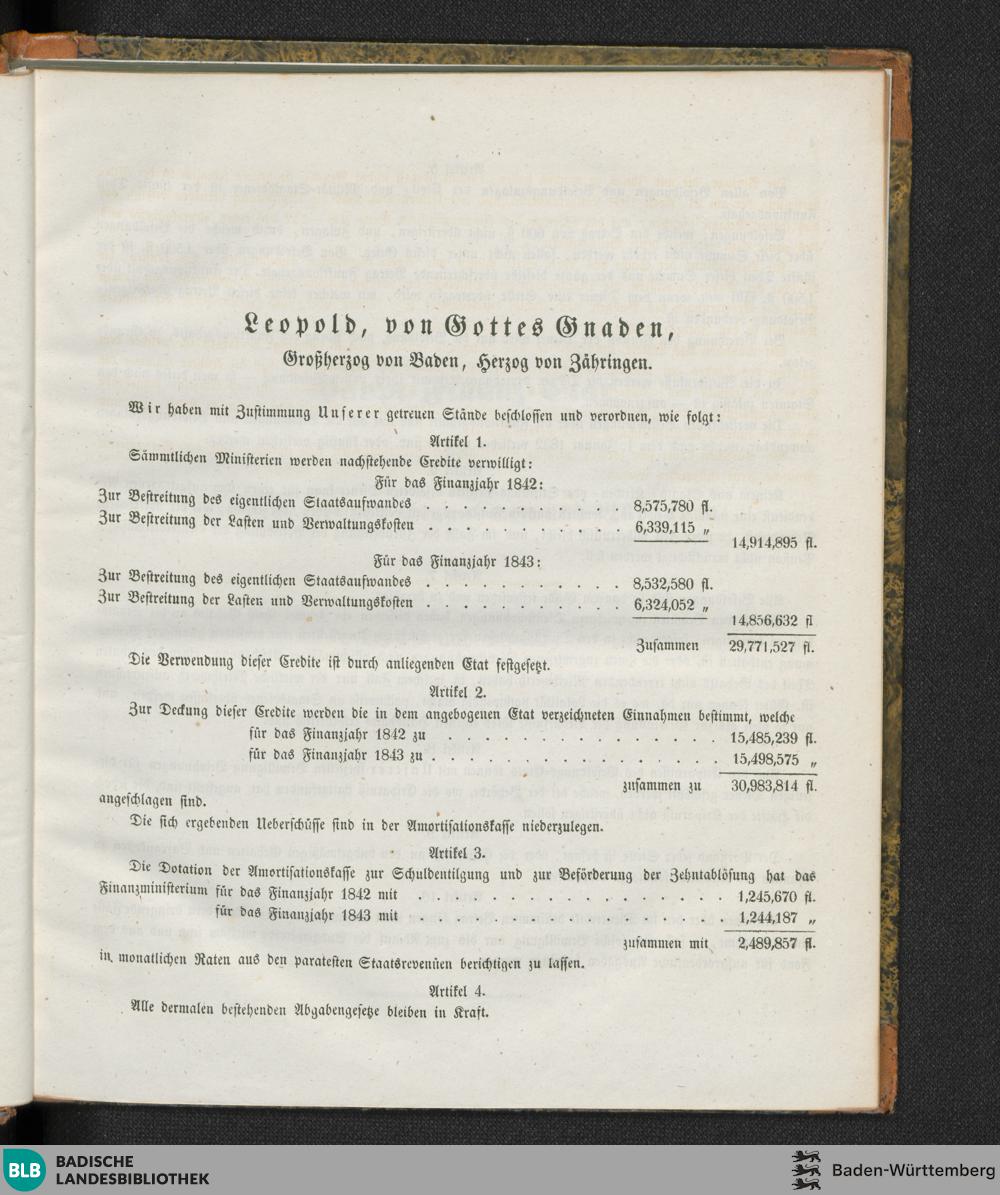 Leopold, von Gottes Gnaden,
Großherzog von Baden, Herzog von Zähringen.
Wir haben mit Zustimmung Unserer getreuen Stände beschlossen und verordnen, wie folgt:
Artikel 1.
Sämmtlichen Ministerien werden nachstehende Credite verwilligt:
Für das Finanzjahr 1842:
Zur Bestreitung des eigentlichen Staatsaufwandes . . . . . . . . . . 8,575,780 fl.
Zur Bestreitung der Lasten und Verwaltungskosten . . . . . . . . . . 6,339,115 „
14,914,895 fl.
Für das Finanzjahr 1843:
Zur Bestreitung des eigentlichen Staatsaufwandes . . . . . . . . . . 8,532,580 fl.
Zur Bestreitung der Lasten und Verwaltungskosten . . . . . . . . . . 6,324,052 „
14,856,632 fl
Zusammen 29,771,527 fl.
Die Verwendung dieser Credite ist durch anliegenden Etat festgesetzt.
Artikel 2.
Zur Deckung dieser Credite werden die in dem angebogenen Etat verzeichneten Einnahmen bestimmt, welche
für das Finanzjahr 1842 zu . . . . . . . . . . . . . . 15,485,239 fl.
für das Finanzjahr 1843 zu . . . . . . . . . . . . . . 15,498,575 „
zusammen zu 30,983,814 fl.
angeschlagen sind.
Die sich ergebenden Ueberschüsse sind in der Amortisationskasse niederzulegen.
Artikel 3.
Die Dotation der Amortisationskasse zur Schuldentilgung und zur Beförderung der Zehntablösung hat das
Finanzministerium für das Finanzjahr 1842 mit . . . . . . . . . . . . . . . 1,245,670 fl.
für das Finanzjahr 1843 mit . . . . . . . . . . . . . . . 1,244,187 „
zusammen mit 2,489,857 fl.
in monatlichen Raten aus den paratesten Staatsrevenüen berichtigen zu lassen.
Artikel 4.
Alle dermalen bestehenden Abgabengesetze bleiben in Kraft.
BLB BADISCHE
LANDESBIBLIOTHEK
Baden-Württemberg